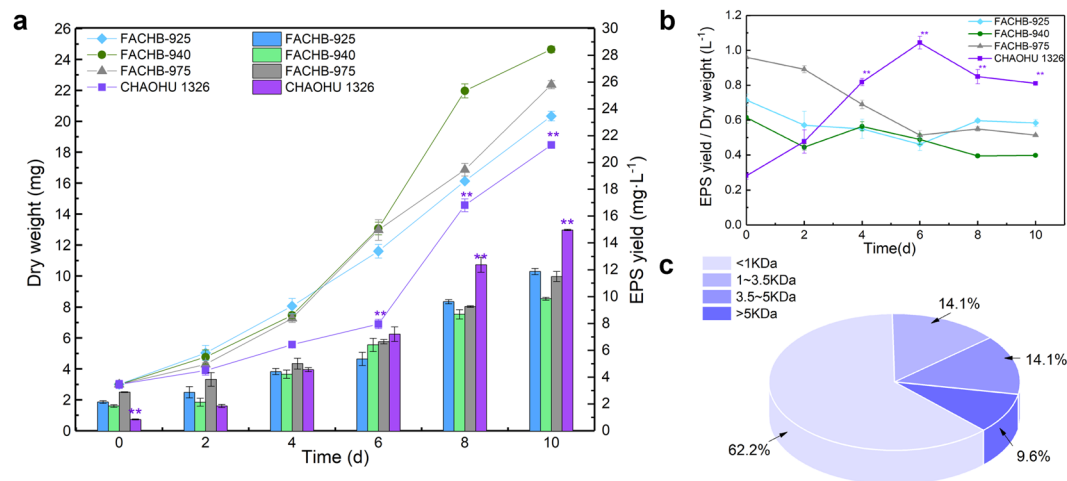 a
Dry weight (mg)
26
24
22
20
18
16
14
12
10
8
6
4
2
0
FACHB-925
FACHB-940
FACHB-975
CHAOHU 1326
FACHB-925
FACHB-940
FACHB-975
CHAOHU 1326
**
**
**
**
**
**
0
2
4
6
8
10
Time (d)
30
28
26
24
22
20
18
16
14
12
10
8
6
4
2
0
EPS yield (mg·L⁻¹)
b
EPS yield / Dry weight (L⁻¹)
1.2
1.0
0.8
0.6
0.4
0.2
0.0
FACHB-925
FACHB-940
FACHB-975
CHAOHU 1326
**
**
**
**
0
2
4
6
8
10
Time(d)
c
<1KDa
1~3.5KDa
3.5~5KDa
>5KDa
14.1%
14.1%
9.6%
62.2%